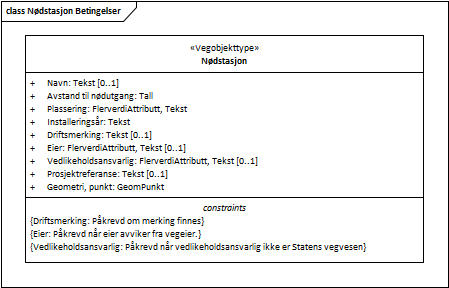 class Nødstasjon Betingelser
«Vegobjekttype»
Nødstasjon
+ Navn: Tekst [0..1]
+ Avstand til nødutgang: Tall
+ Plassering: FlerverdiAttributt, Tekst
+ Installeringsår: Tekst
+ Driftsmerking: Tekst [0..1]
+ Eier: FlerverdiAttributt, Tekst [0..1]
+ Vedlikeholdsansvarlig: FlerverdiAttributt, Tekst [0..1]
+ Prosjektreferanse: Tekst [0..1]
+ Geometri, punkt: GeomPunkt
constraints
{Driftsmerking: Påkrevd om merking finnes}
{Eier: Påkrevd når eier avviker fra vegeier.}
{Vedlikeholdsansvarlig: Påkrevd når vedlikeholdsansvarlig ikke er Statens vegvesen}